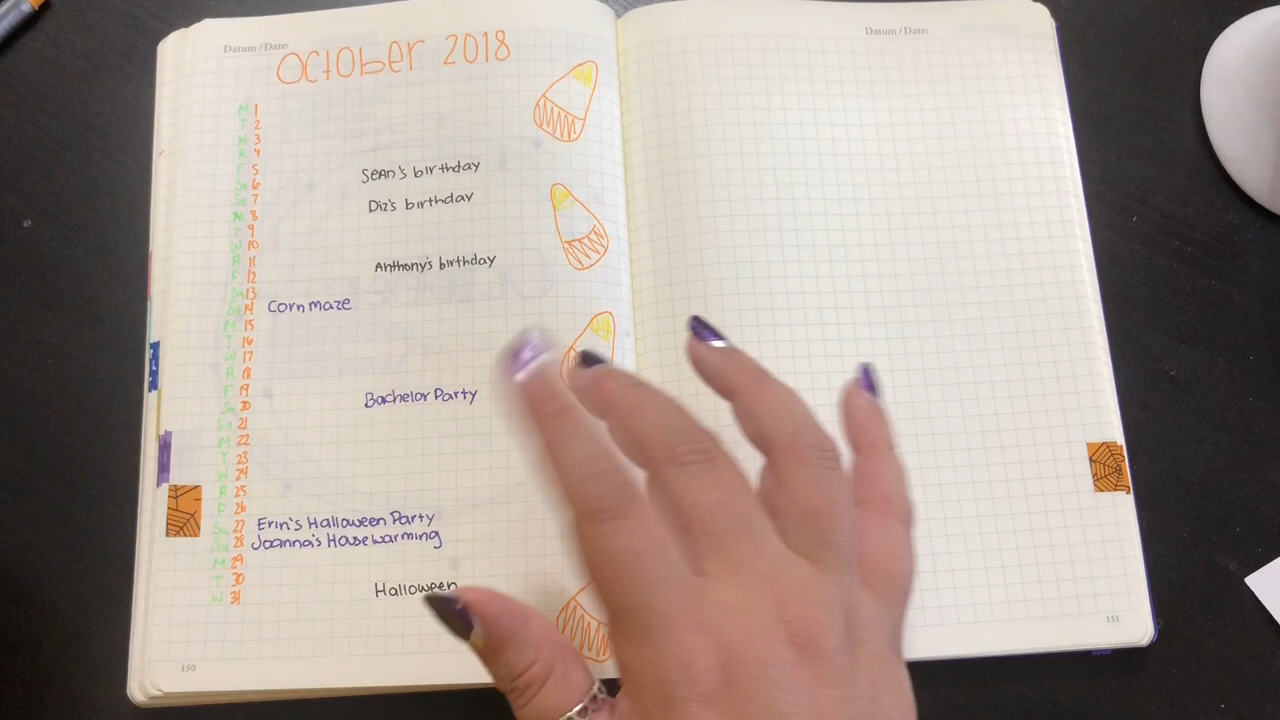 Datum / Date:
October 2018
M 1
T 2
W 3
R 4
F 5
Sa 6
Su 7
M 8
T 9
W 10
R 11
F 12
Sa 13
Su 14
M 15
T 16
W 17
R 18
F 19
Sa 20
Su 21
M 22
T 23
W 24
R 25
F 26
Sa 27
Su 28
M 29
T 30
W 31
Sean's birthday
Diz's birthday
Anthony's birthday
Corn maze
Bachelor Party
Erin's Halloween Party
Joanna's Housewarming
Halloween
150
Datum / Date:
151